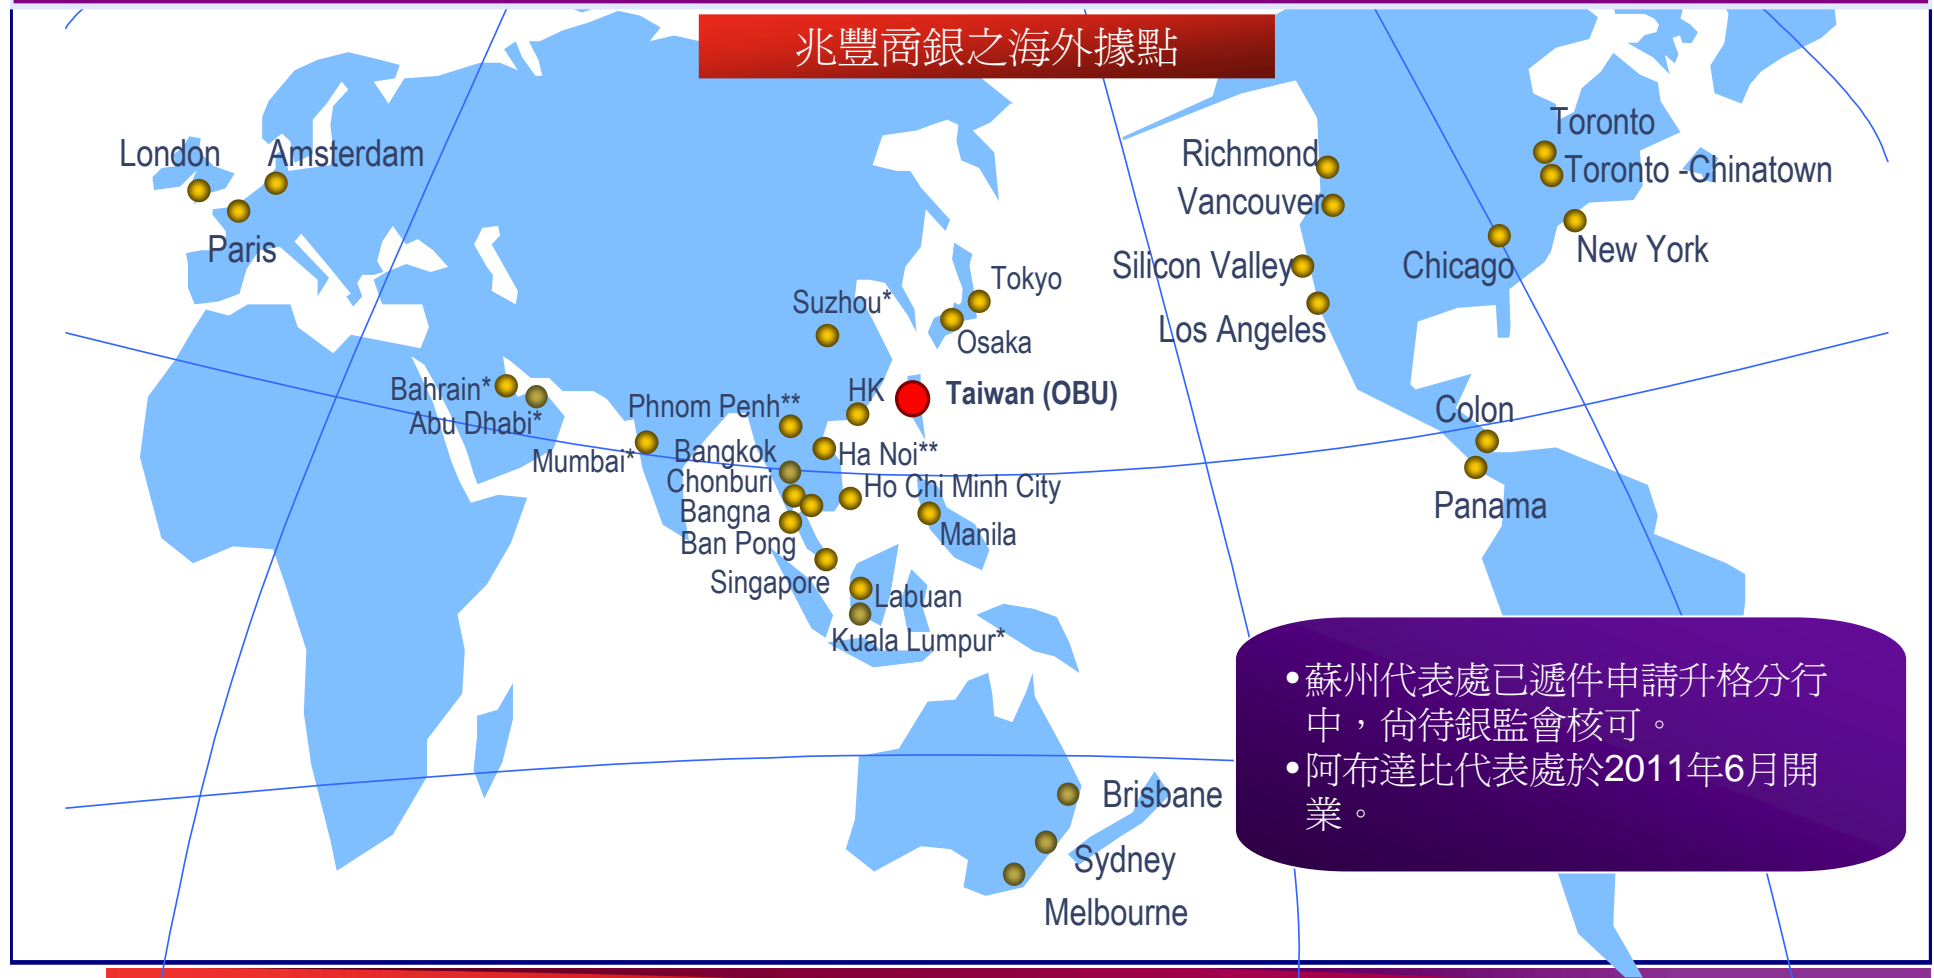 兆豐商銀之海外據點
London
Amsterdam
Paris
Richmond
Vancouver
Silicon Valley
Los Angeles
Toronto
Toronto -Chinatown
Chicago
New York
Tokyo
Suzhou*
Osaka
Bahrain*
Abu Dhabi*
Mumbai*
Phnom Penh**
HK
Taiwan (OBU)
Bangkok
Ha Noi**
Chonburi
Ho Chi Minh City
Bangna
Ban Pong
Manila
Singapore
Labuan
Kuala Lumpur*
Colon
Panama
•蘇州代表處已遞件申請升格分行
中，尚待銀監會核可。
•阿布達比代表處於2011年6月開
業。
Brisbane
Sydney
Melbourne